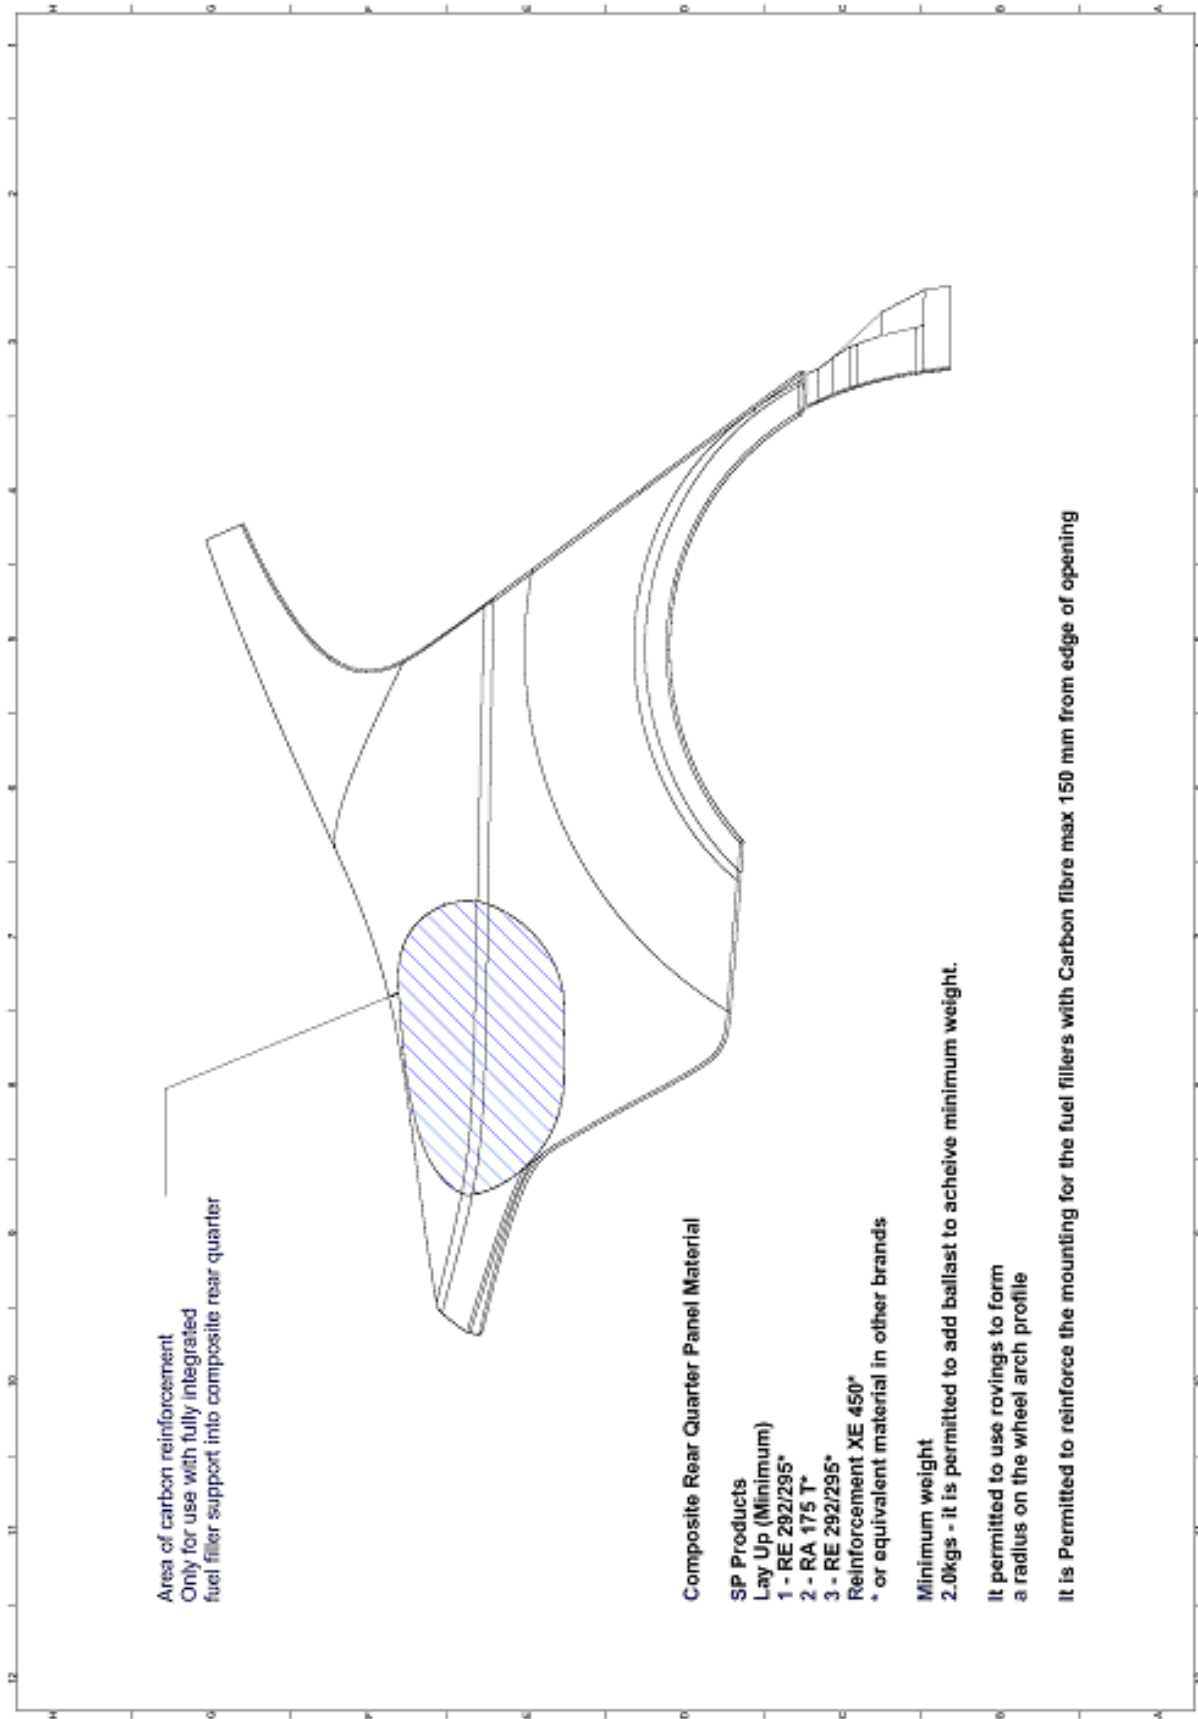 Area of carbon reinforcement
Only for use with fully integrated
fuel filler support into composite rear quarter
Composite Rear Quarter Panel Material
SP Products
Lay Up (Minimum)
1 - RE 292/295*
2 - RA 175 T*
3 - RE 292/295*
Reinforcement XE 450*
* or equivalent material in other brands
Minimum weight
2.0kgs - it is permitted to add ballast to acheive minimum weight.
It permitted to use rovings to form
a radius on the wheel arch profile
It is Permitted to reinforce the mounting for the fuel fillers with Carbon fibre max 150 mm from edge of opening